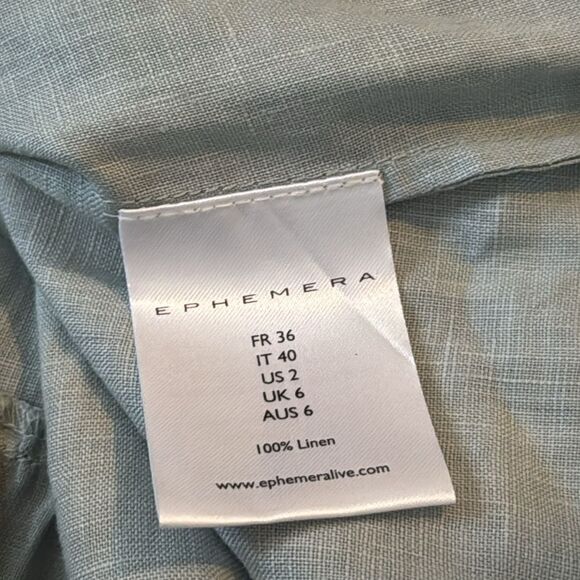 EPHEMERA
FR 36
IT 40
US 2
UK 6
AUS 6
100% Linen
www.ephemeralive.com